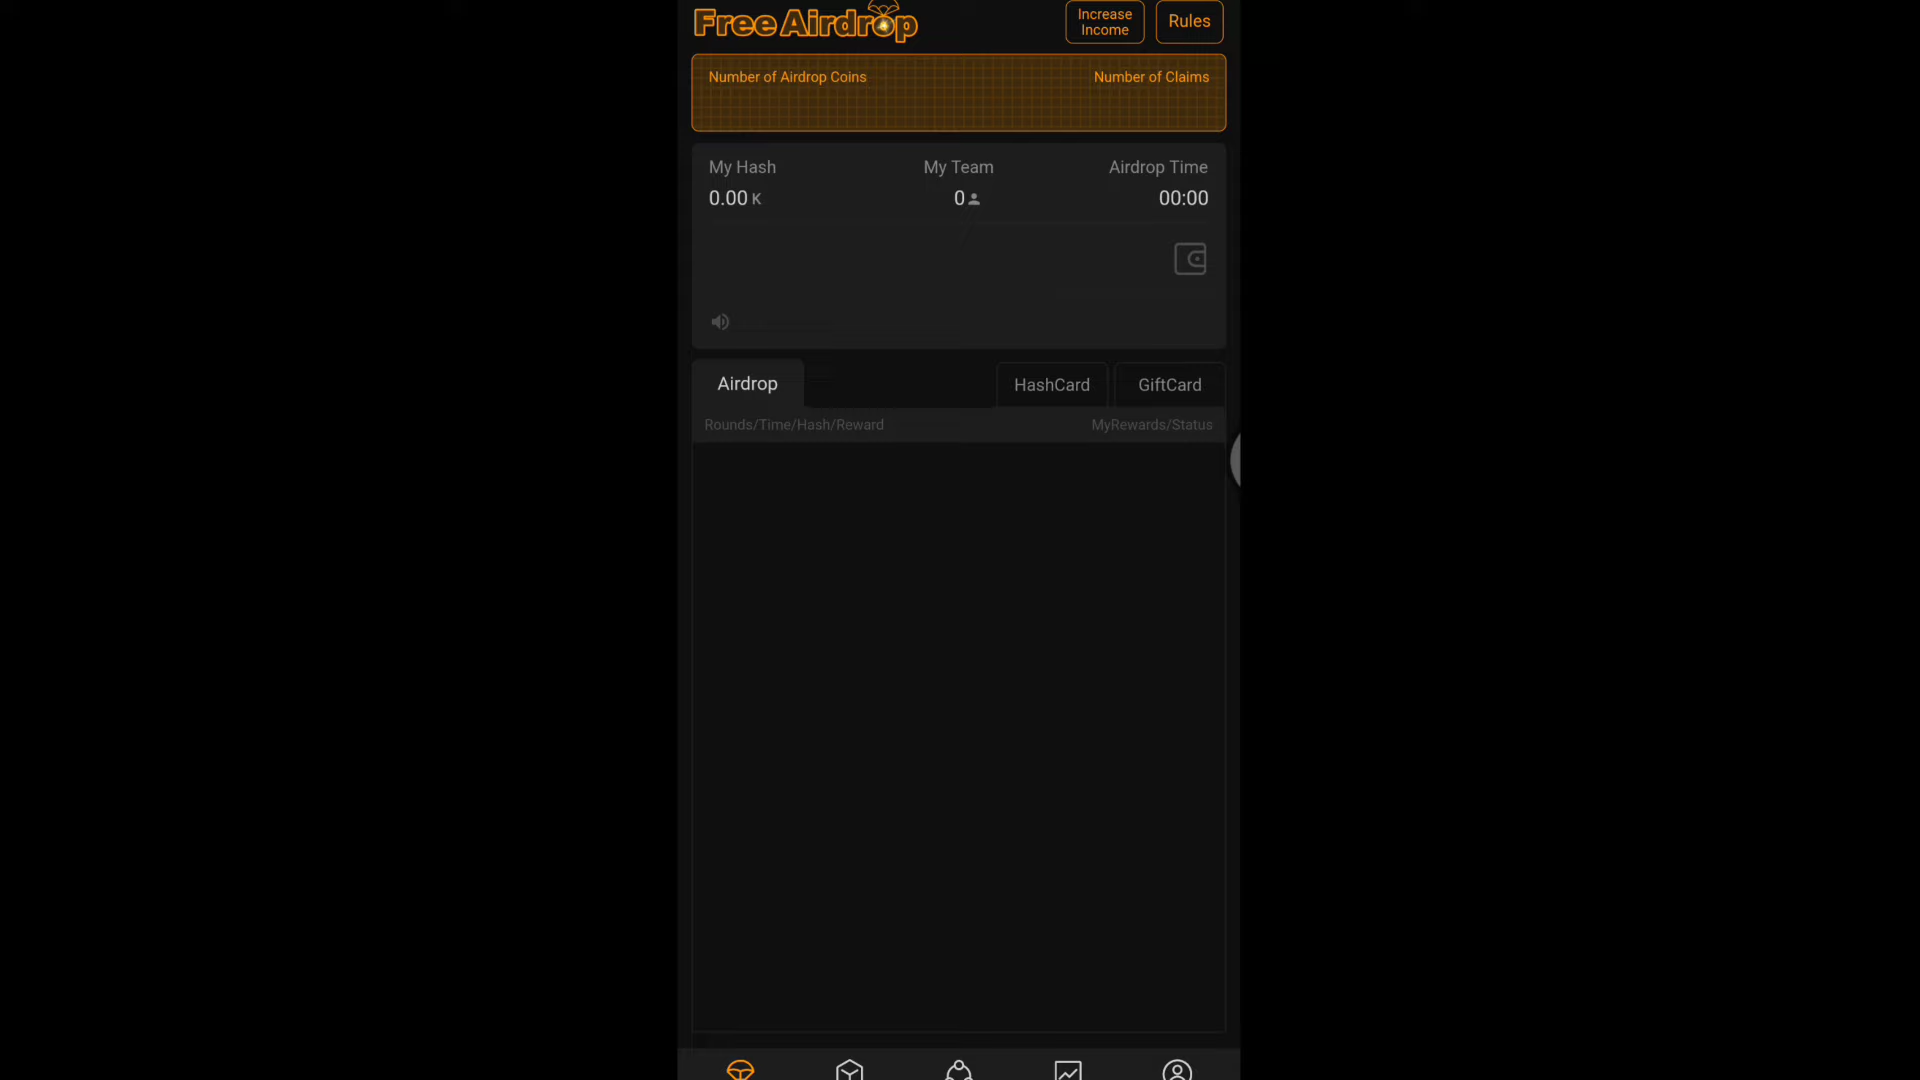 Free Airdrop
Increase
Income
Rules
Number of Airdrop Coins
Number of Claims
My Hash
My Team
Airdrop Time
0.00 K
0
00:00
Airdrop
HashCard
GiftCard
Rounds/Time/Hash/Reward
MyRewards/Status